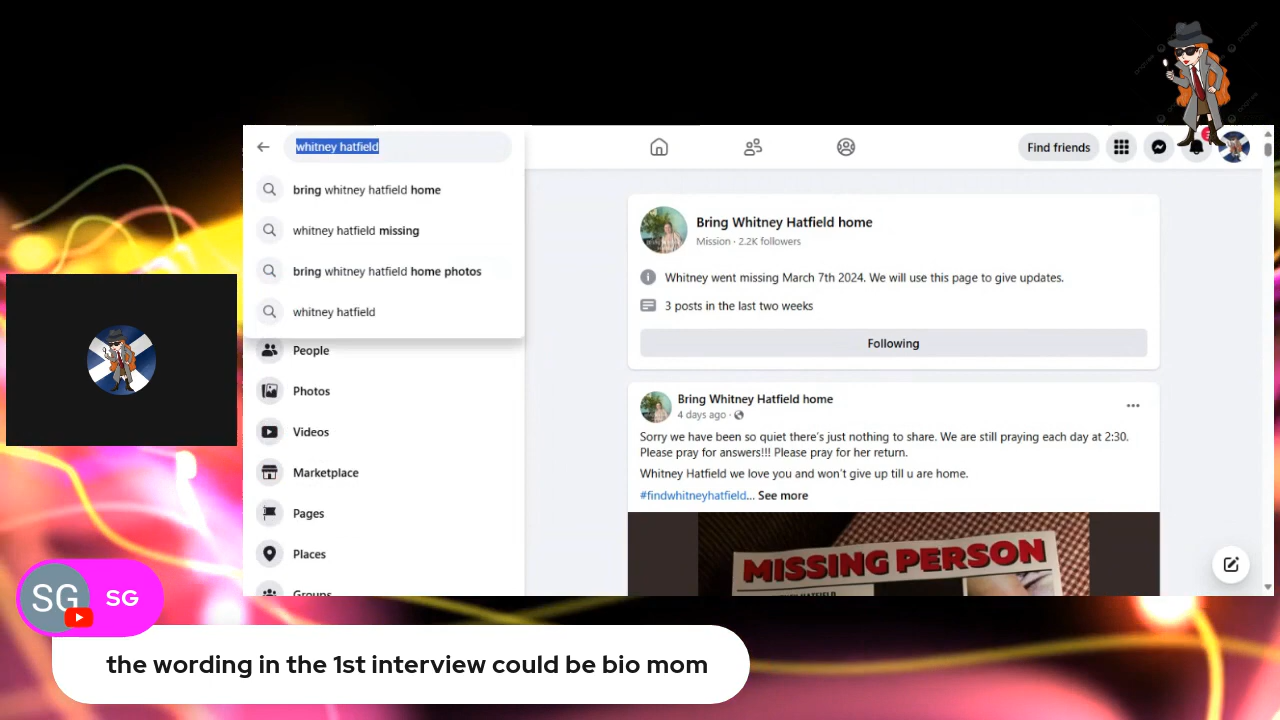 whitney hatfield
bring whitney hatfield home
whitney hatfield missing
bring whitney hatfield home photos
whitney hatfield
People
Photos
Videos
Marketplace
Pages
Places
Groups
Find friends
Bring Whitney Hatfield home
Mission · 2.2K followers
Whitney went missing March 7th 2024. We will use this page to give updates.
3 posts in the last two weeks
Following
Bring Whitney Hatfield home
4 days ago ·
Sorry we have been so quiet there's just nothing to share. We are still praying each day at 2:30.
Please pray for answers!!! Please pray for her return.
Whitney Hatfield we love you and won't give up till u are home.
#findwhitneyhatfield... See more
MISSING PERSON
SG
SG
the wording in the 1st interview could be bio mom